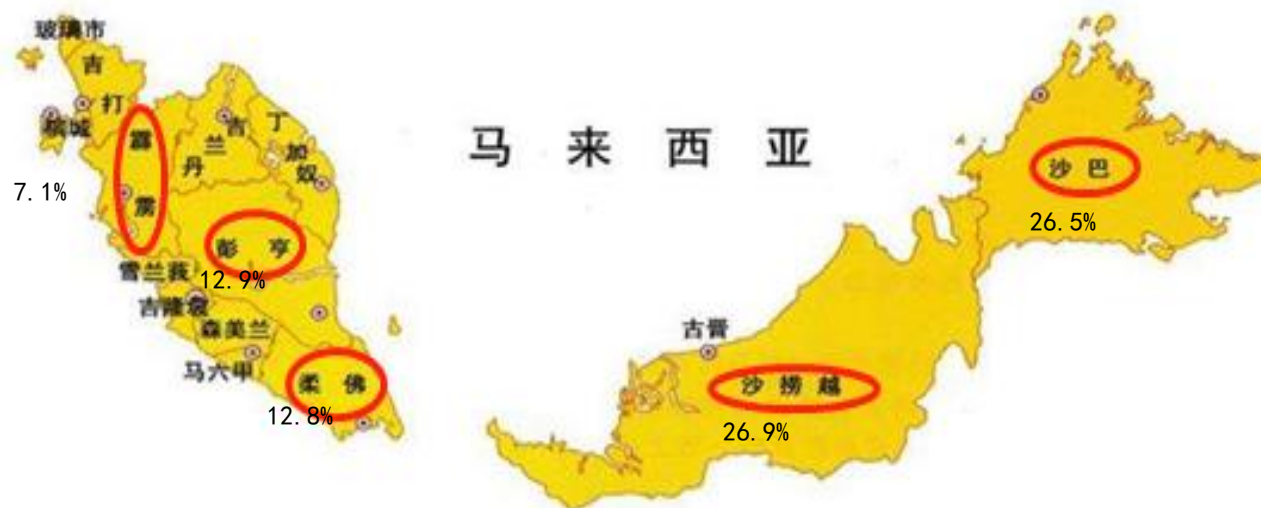 玻璃市
吉打
槟城
霹雳
7.1%
吉兰丹
丁加奴
彭亨
12.9%
雪兰莪
吉隆坡
森美兰
马六甲
柔佛
12.8%
马来西亚
沙巴
26.5%
古晋
沙捞越
26.9%